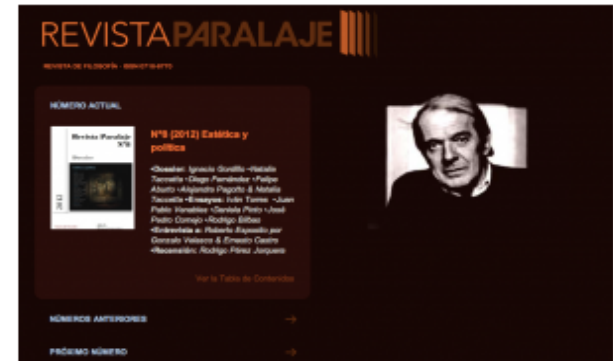 REVISTAPARALAJE
REVISTA DE FILOSOFÍA - ISSN 0718-6770
NÚMERO ACTUAL
Revista Paralaje
Nº8
Dossier
2012
Nº8 (2012) Estética y
política
•Dossier: Ignacio Gordillo •Natalia
Taccetta •Diego Fernández •Felipe
Aburto •Alejandra Pagotto & Natalia
Taccetta •Ensayos: Iván Torres •Juan
Pablo Venables •Daniela Pinto •José
Pedro Cornejo •Rodrigo Bilbao
•Entrevista a: Roberto Esposito por
Gonzalo Velasco & Ernesto Castro
•Recensión: Rodrigo Pérez Jorquera
Ver la Tabla de Contenidos
NÚMEROS ANTERIORES
PRÓXIMO NÚMERO